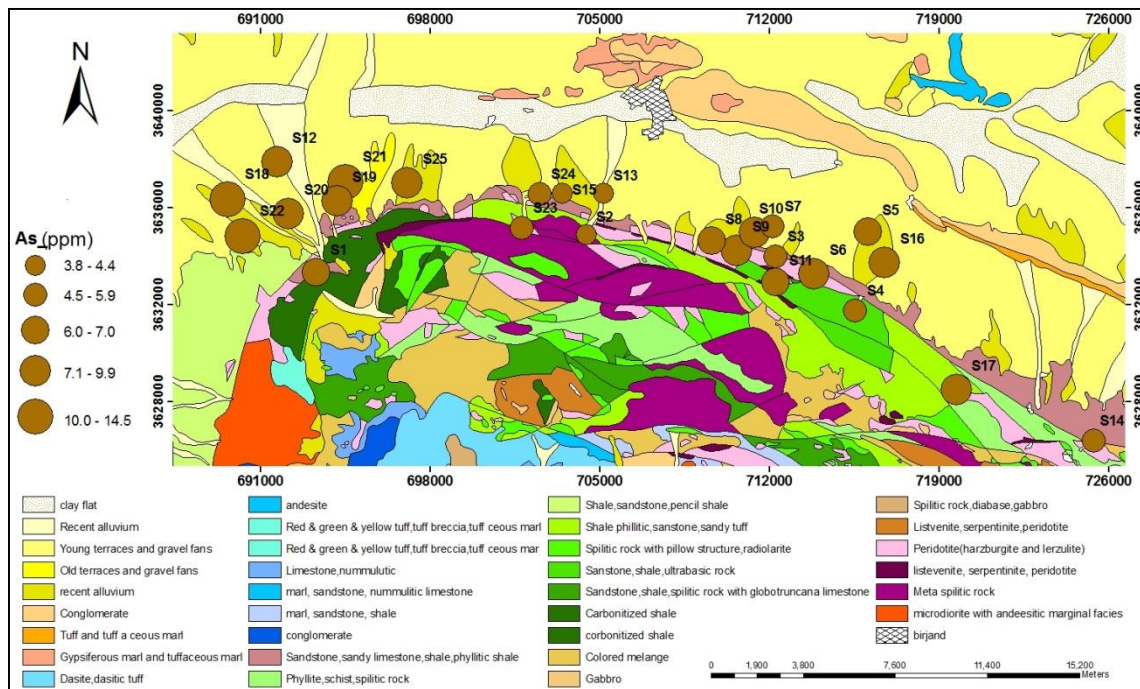 691000 698000 705000 712000 719000 726000
N
3640000 3640000
S12
S21
S25
S19
S18
S24
S13
S20
S15
S10 S7
S22
S23
S2
S8
S5
3636000 3636000
S9
S3
S16
As_(ppm)
S1
S11
S6
3.8 - 4.4
4.5 - 5.9
S4
3632000 3632000
6.0 - 7.0
7.1 - 9.9
S17
10.0 - 14.5
3628000 3628000
S14
691000 698000 705000 712000 719000 726000
clay flat
Recent alluvium
Young terraces and gravel fans
Old terraces and gravel fans
recent alluvium
Conglomerate
Tuff and tuff a ceous marl
Gypsiferous marl and tuffaceous marl
Dasite,dasitic tuff
andesite
Red & green & yellow tuff,tuff breccia,tuff ceous marl
Red & green & yellow tuff,tuff breccia,tuff ceous mar
Limestone,nummulutic
marl, sandstone, nummulitic limestone
marl, sandstone, shale
conglomerate
Sandstone,sandy limestone,shale,phyllitic shale
Phyllite,schist,spilitic rock
Shale,sandstone,pencil shale
Shale phillitic,sanstone,sandy tuff
Spilitic rock with pillow structure,radiolarite
Sanstone,shale,ultrabasic rock
Sandstone,shale,spilitic rock with globotruncana limestone
Carbonitized shale
corbonitized shale
Colored melange
Gabbro
Spilitic rock,diabase,gabbro
Listvenite,serpentinite,peridotite
Peridotite(harzburgite and lerzulite)
listevenite, serpentinite, peridotite
Meta spilitic rock
microdiorite with andeesitic marginal facies
birjand
0 1,900 3,800 7,600 11,400 15,200
Meters